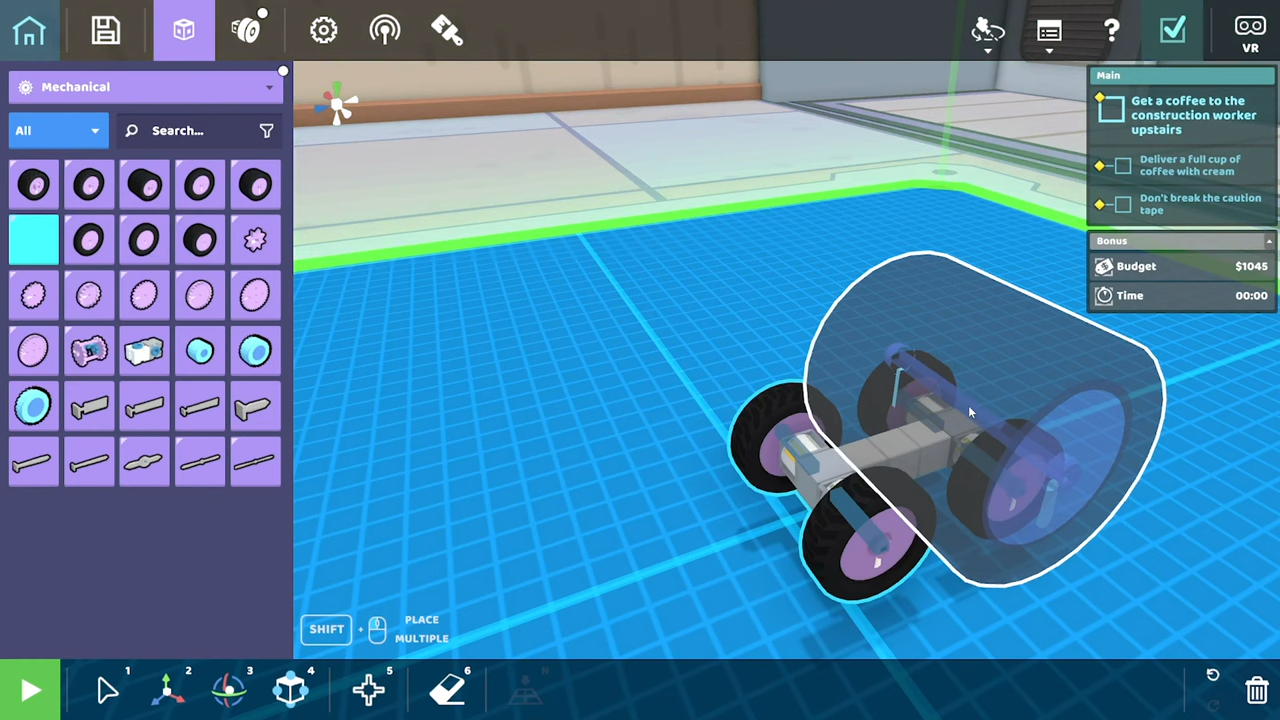 VR
Mechanical
All
Search...
Main
Get a coffee to the
construction worker
upstairs
Deliver a full cup of
coffee with cream
Don't break the caution
tape
Bonus
Budget $1045
Time 00:00
SHIFT + PLACE
MULTIPLE
1 2 3 4 5 6 N